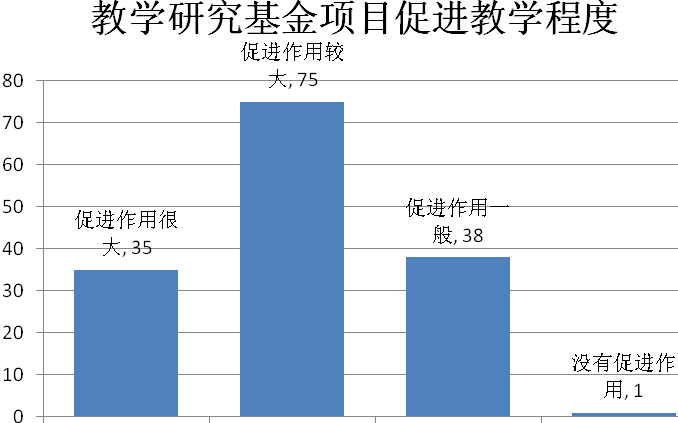 教学研究基金项目促进教学程度
促进作用较
大, 75
80
70
60
50
40
30
20
10
0
促进作用很
大, 35
促进作用一
般, 38
没有促进作
用, 1